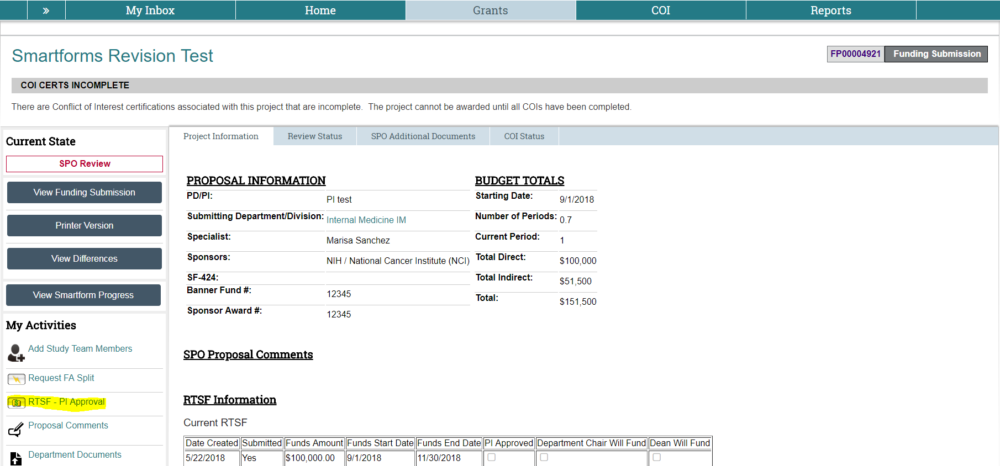 » My Inbox Home Grants COI Reports
Smartforms Revision Test
FP00004921 Funding Submission
COI CERTS INCOMPLETE
There are Conflict of Interest certifications associated with this project that are incomplete. The project cannot be awarded until all COIs have been completed.
Current State
SPO Review
View Funding Submission
Printer Version
View Differences
View Smartform Progress
My Activities
Add Study Team Members
Request FA Split
RTSF - PI Approval
Proposal Comments
Department Documents
Project Information Review Status SPO Additional Documents COI Status
PROPOSAL INFORMATION
PD/PI: PI test
Submitting Department/Division: Internal Medicine IM
Specialist: Marisa Sanchez
Sponsors: NIH / National Cancer Institute (NCI)
SF-424:
Banner Fund #: 12345
Sponsor Award #: 12345
BUDGET TOTALS
Starting Date: 9/1/2018
Number of Periods: 0.7
Current Period: 1
Total Direct: $100,000
Total Indirect: $51,500
Total: $151,500
SPO Proposal Comments
RTSF Information
Current RTSF
Date Created Submitted Funds Amount Funds Start Date Funds End Date PI Approved Department Chair Will Fund Dean Will Fund
5/22/2018 Yes $100,000.00 9/1/2018 11/30/2018